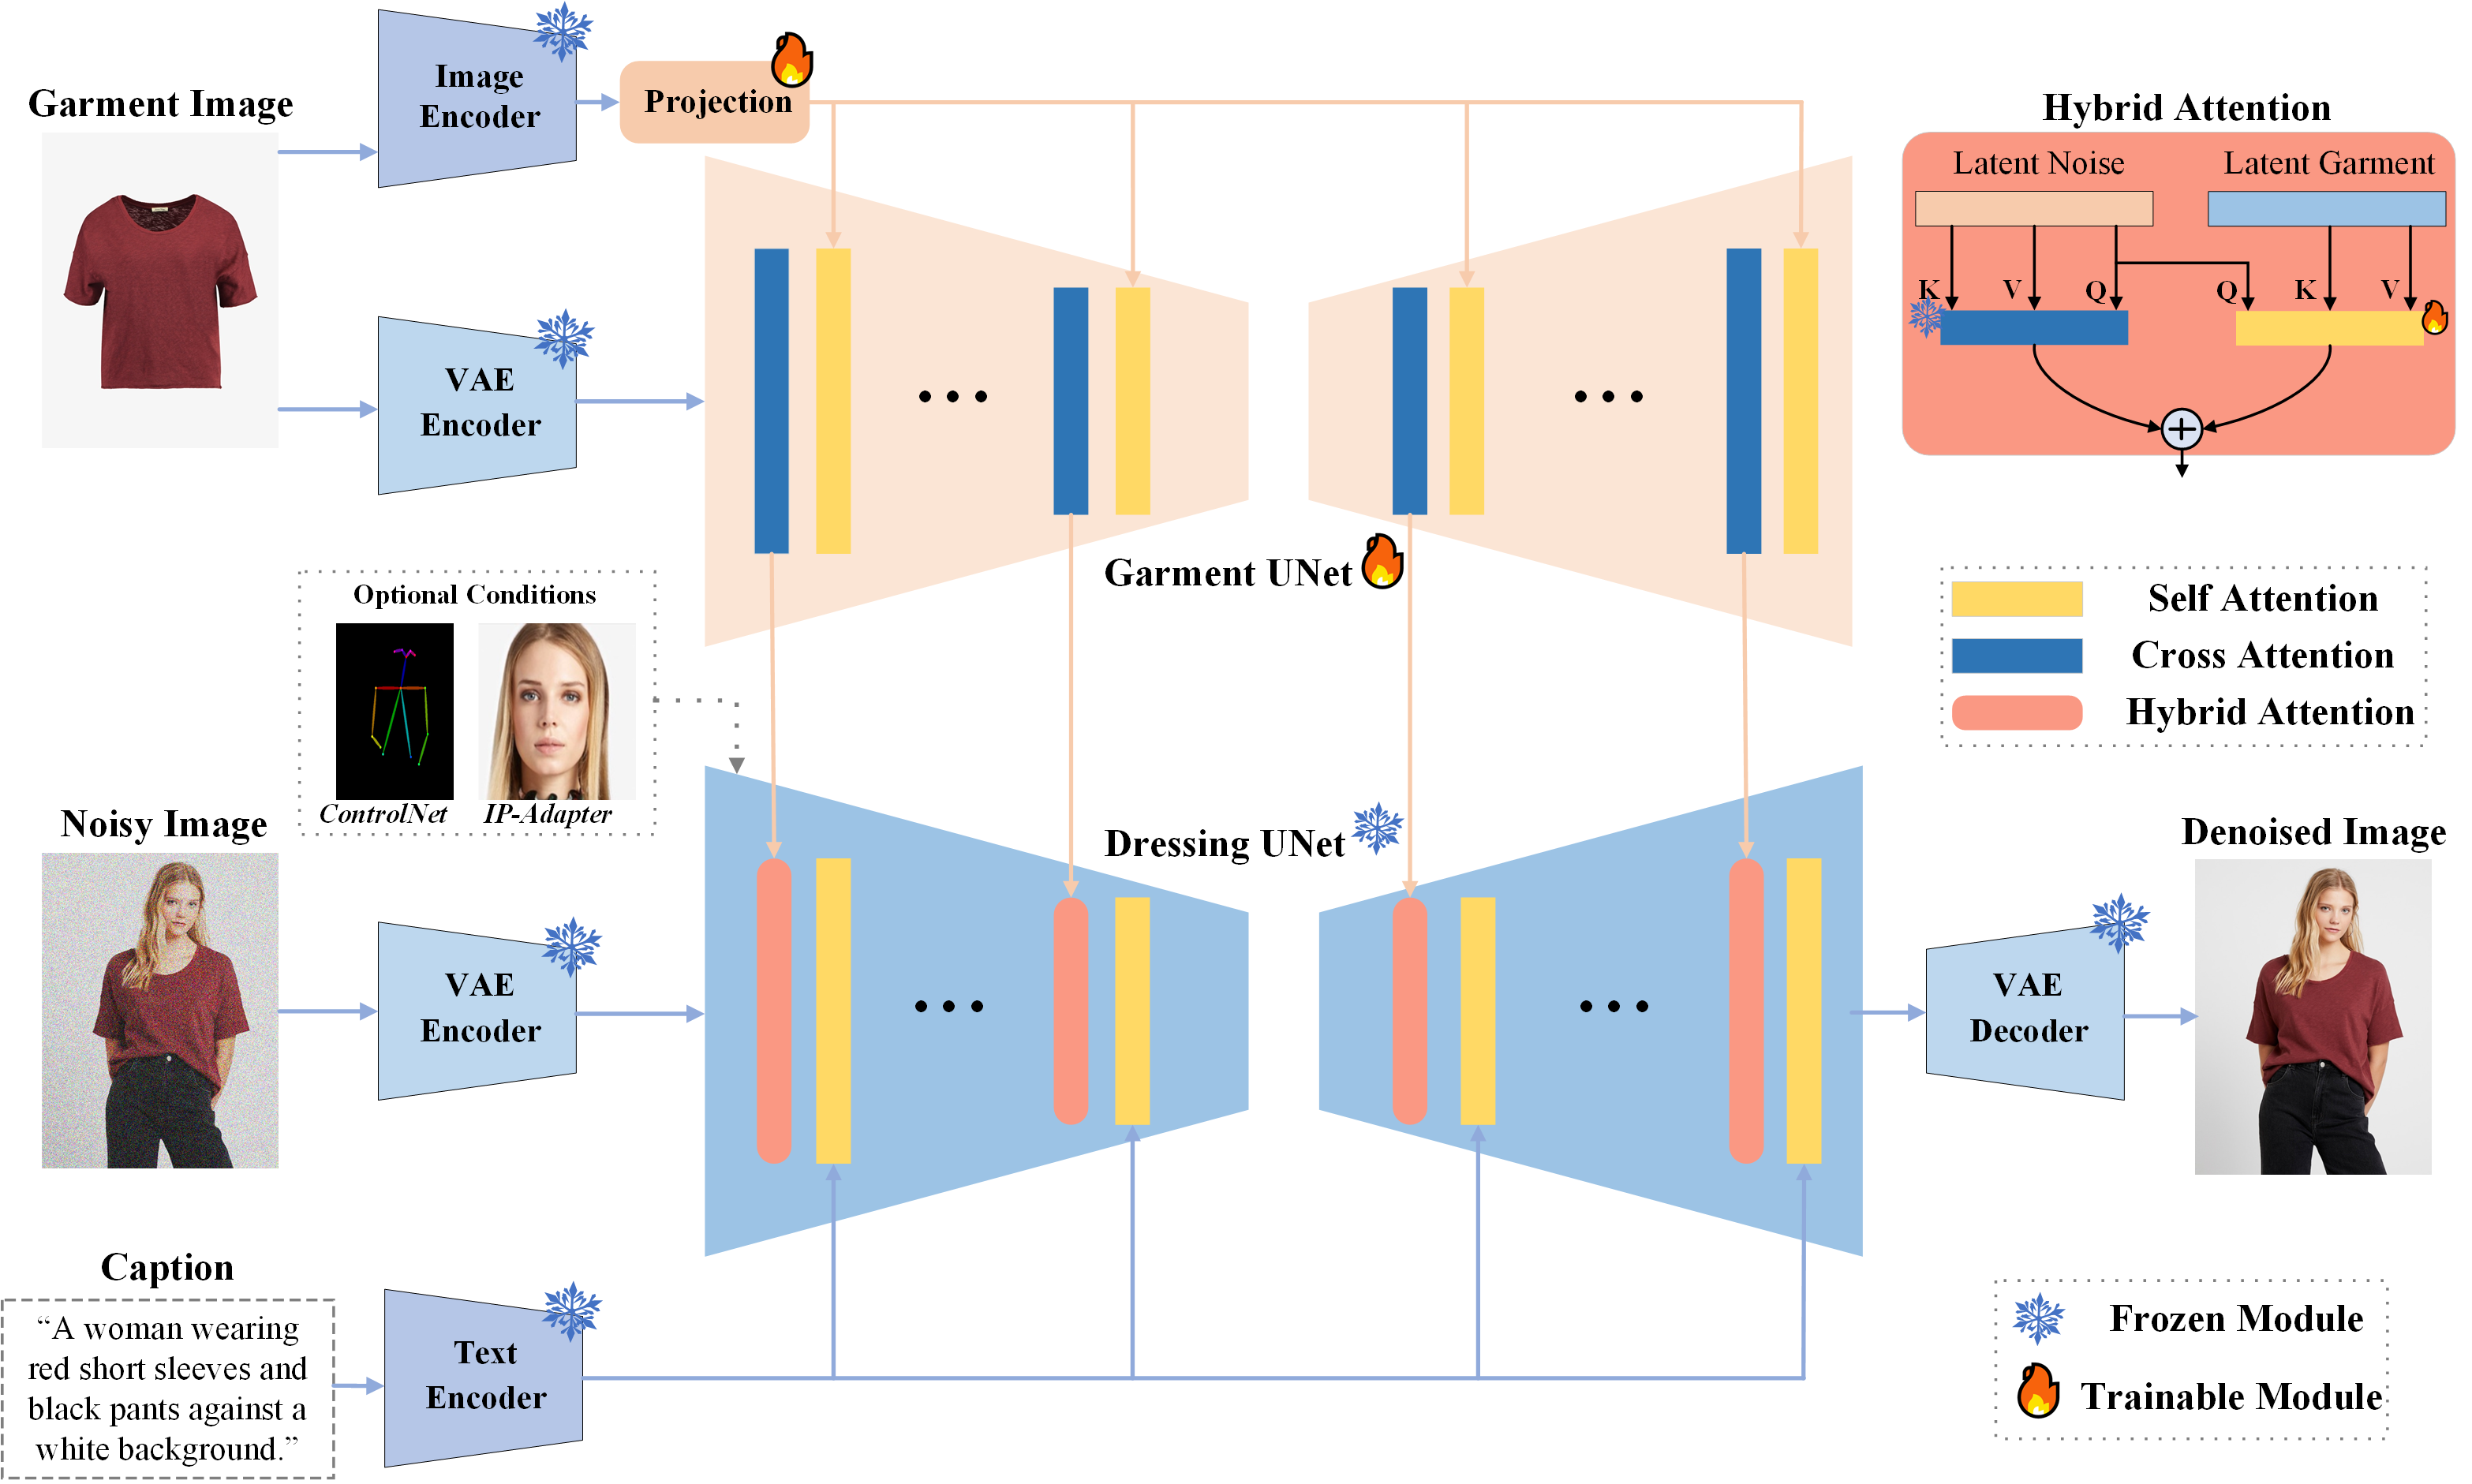 Garment Image
Image
Encoder
Projection
VAE
Encoder
Garment UNet
Hybrid Attention
Latent Noise
Latent Garment
K
V
Q
Q
K
V
Self Attention
Cross Attention
Hybrid Attention
Optional Conditions
ControlNet
IP-Adapter
Noisy Image
VAE
Encoder
Dressing UNet
VAE
Decoder
Denoised Image
Caption
“A woman wearing
red short sleeves and
black pants against a
white background.”
Text
Encoder
Frozen Module
Trainable Module